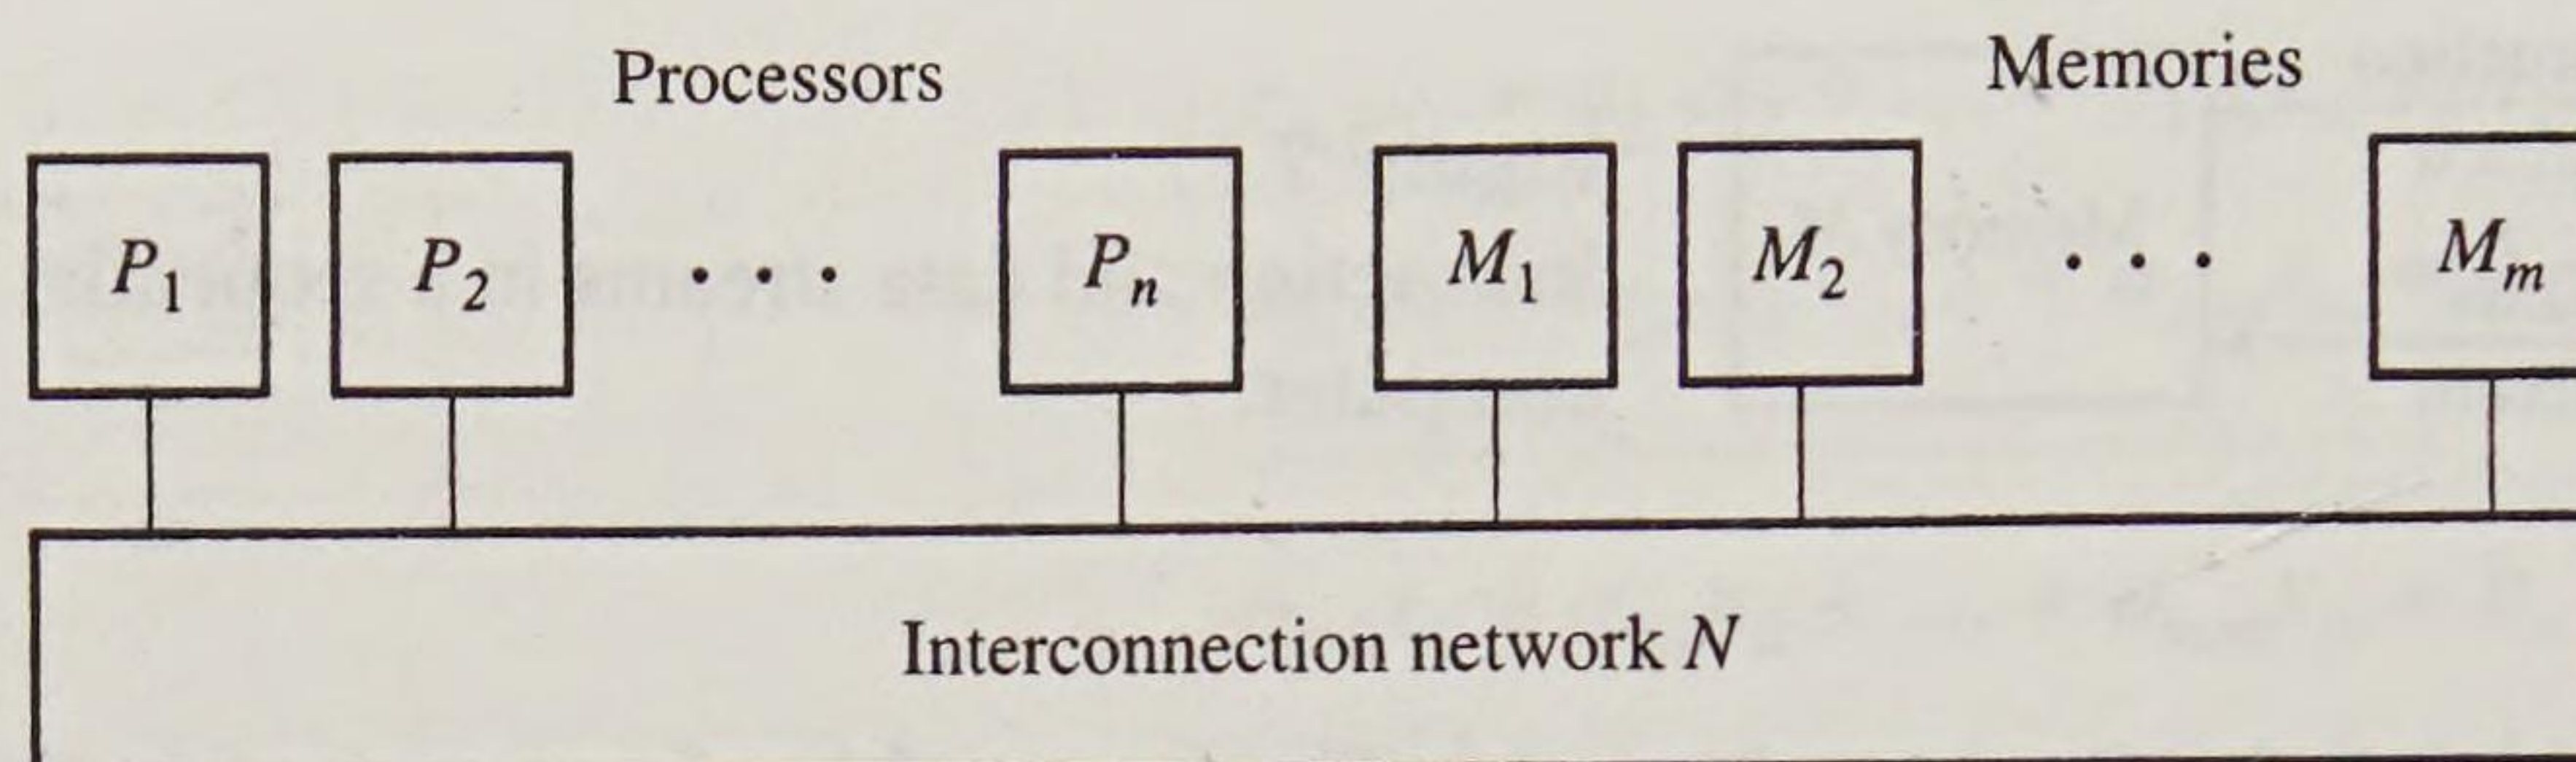 Processors Memories
P₁ P₂ . . . Pₙ M₁ M₂ . . . Mₘ
Interconnection network N